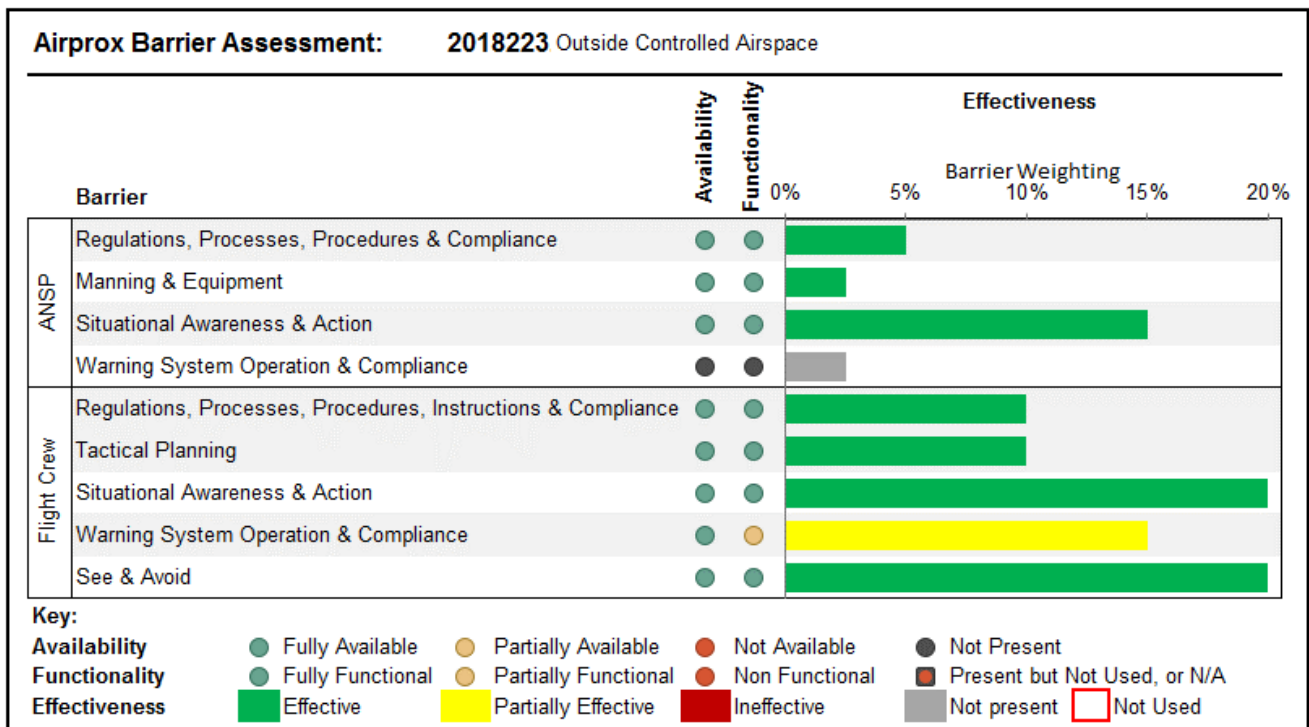 Airprox Barrier Assessment: 2018223 Outside Controlled Airspace
Availability
Functionality
Effectiveness
Barrier Weighting
Barrier
0% 5% 10% 15% 20%
ANSP
Regulations, Processes, Procedures & Compliance
Manning & Equipment
Situational Awareness & Action
Warning System Operation & Compliance
Flight Crew
Regulations, Processes, Procedures, Instructions & Compliance
Tactical Planning
Situational Awareness & Action
Warning System Operation & Compliance
See & Avoid
Key:
Availability Fully Available Partially Available Not Available Not Present
Functionality Fully Functional Partially Functional Non Functional Present but Not Used, or N/A
Effectiveness Effective Partially Effective Ineffective Not present Not Used